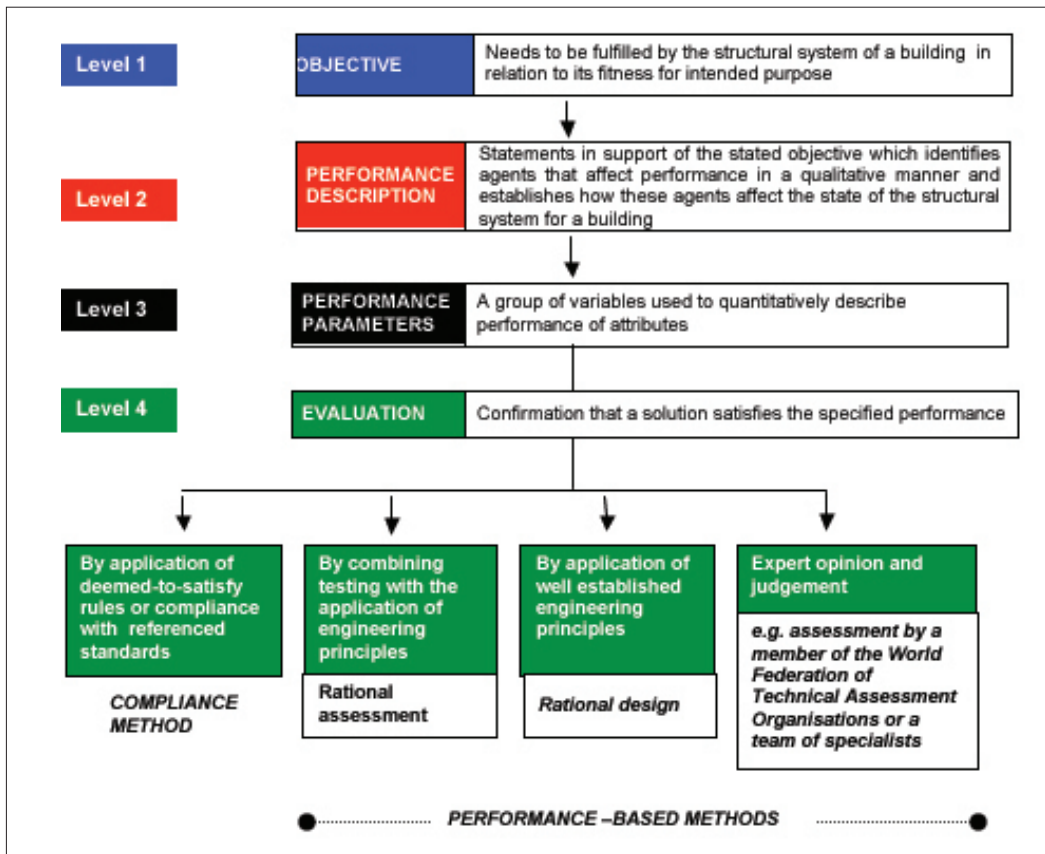 Level 1
OBJECTIVE
Needs to be fulfilled by the structural system of a building in
relation to its fitness for intended purpose
Level 2
PERFORMANCE
DESCRIPTION
Statements in support of the stated objective which identifies
agents that affect performance in a qualitative manner and
establishes how these agents affect the state of the structural
system for a building
Level 3
PERFORMANCE
PARAMETERS
A group of variables used to quantitatively describe
performance of attributes
Level 4
EVALUATION
Confirmation that a solution satisfies the specified performance
By application of
deemed-to-satisfy
rules or compliance
with referenced
standards
COMPLIANCE
METHOD
By combining
testing with the
application of
engineering
principles
Rational
assessment
By application of
well established
engineering
principles
Rational design
Expert opinion and
judgement
e.g. assessment by a
member of the World
Federation of
Technical Assessment
Organisations or a
team of specialists
PERFORMANCE –BASED METHODS